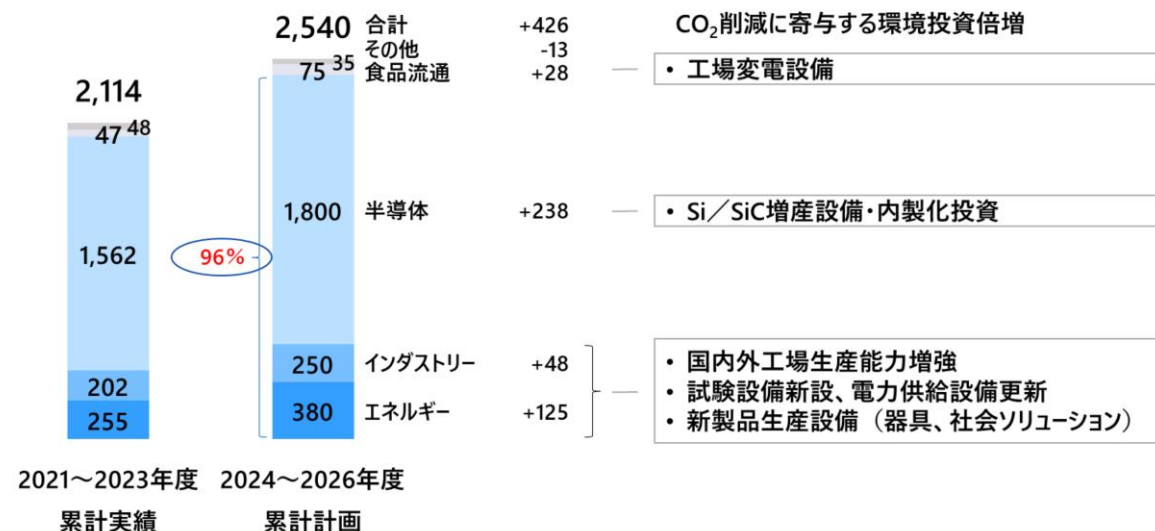 2,540 合計 +426 CO₂削減に寄与する環境投資倍増
35 その他 -13
75 食品流通 +28 ・ 工場変電設備
2,114
48
47
1,800 半導体 +238 ・ Si/SiC増産設備・内製化投資
1,562 96%
250 インダストリー +48 ・ 国内外工場生産能力増強
202 ・ 試験設備新設、電力供給設備更新
255 380 エネルギー +125 ・ 新製品生産設備（器具、社会ソリューション）
2021～2023年度 2024～2026年度
累計実績 累計計画